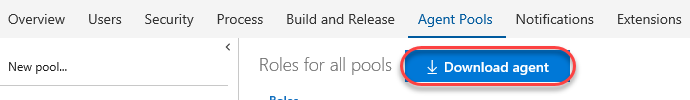 Overview Users Security Process Build and Release Agent Pools Notifications Extensions
New pool...
Roles for all pools Download agent
Roles